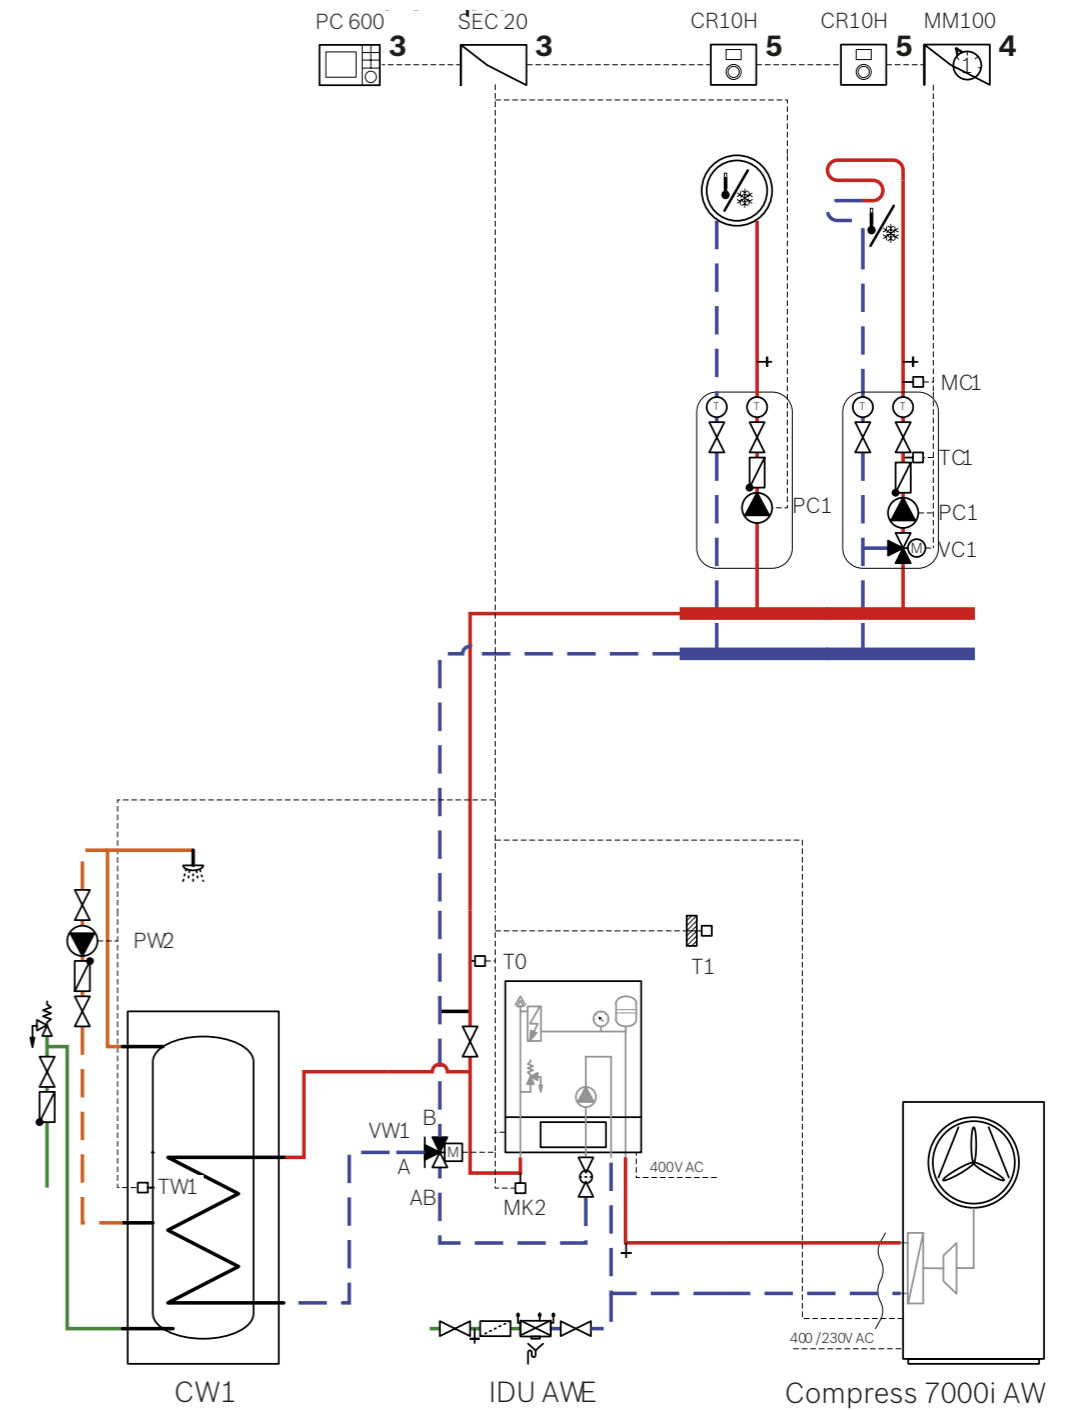 PC 600 SEC 20 CR10H CR10H MM100
3 3 5 5 4
1
MC1
T T T T
TC1
PC1 PC1
M VC1
PW2
T0
T1
B
VW1
M
A
400V AC
TW1
AB
MK2
400/230V AC
CW1 IDU AWE Compress 7000i AW